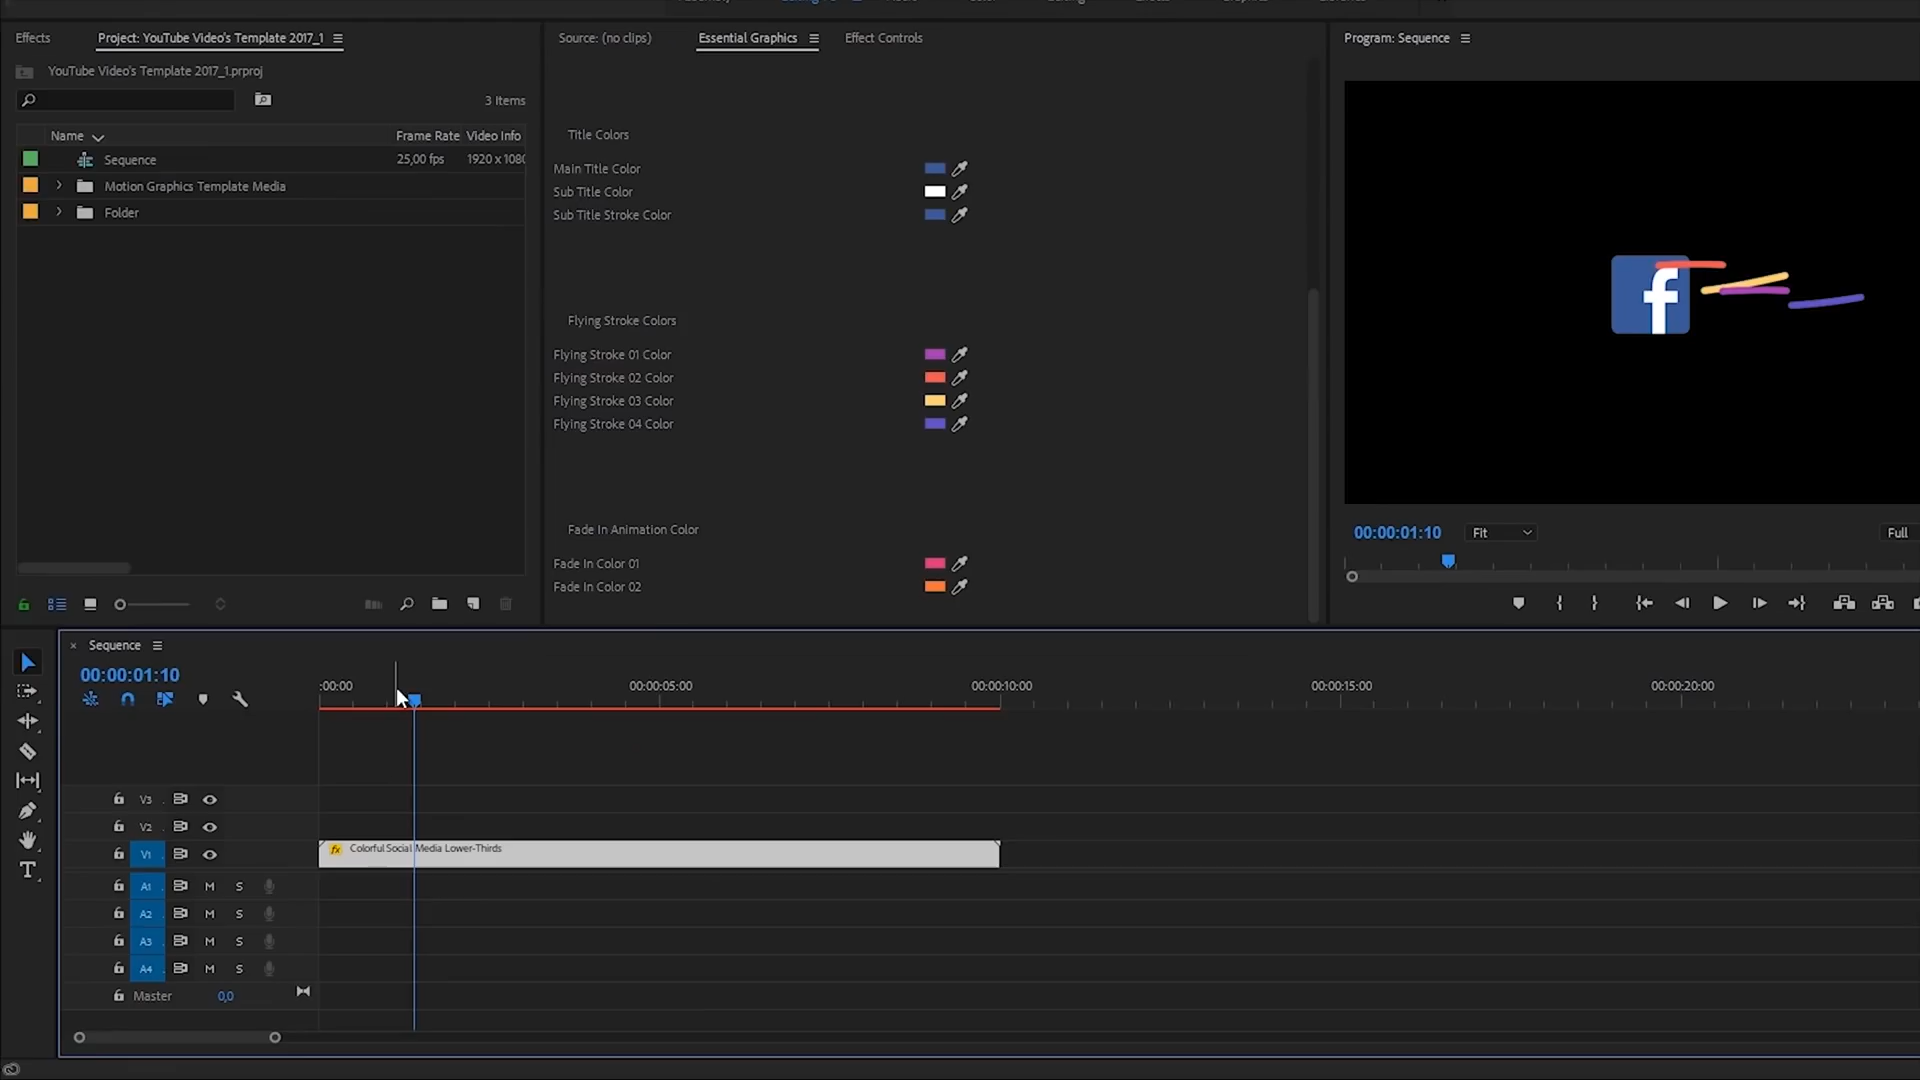 Effects
Project: YouTube Video's Template 2017_1
Source: (no clips)
Essential Graphics
Effect Controls
Program: Sequence
YouTube Video's Template 2017_1.prproj
3 Items
Name
Frame Rate
Video Info
Sequence
25,00 fps
1920 x 1080
Motion Graphics Template Media
Folder
Title Colors
Main Title Color
Sub Title Color
Sub Title Stroke Color
Flying Stroke Colors
Flying Stroke 01 Color
Flying Stroke 02 Color
Flying Stroke 03 Color
Flying Stroke 04 Color
Fade In Animation Color
Fade In Color 01
Fade In Color 02
f
00:00:01:10
Fit
Full
Sequence
00:00:01:10
:00:00
00:00:05:00
00:00:10:00
00:00:15:00
00:00:20:00
V3
V2
V1
fx Colorful Social Media Lower-Thirds
A1 M S
A2 M S
A3 M S
A4 M S
Master 0,0
T